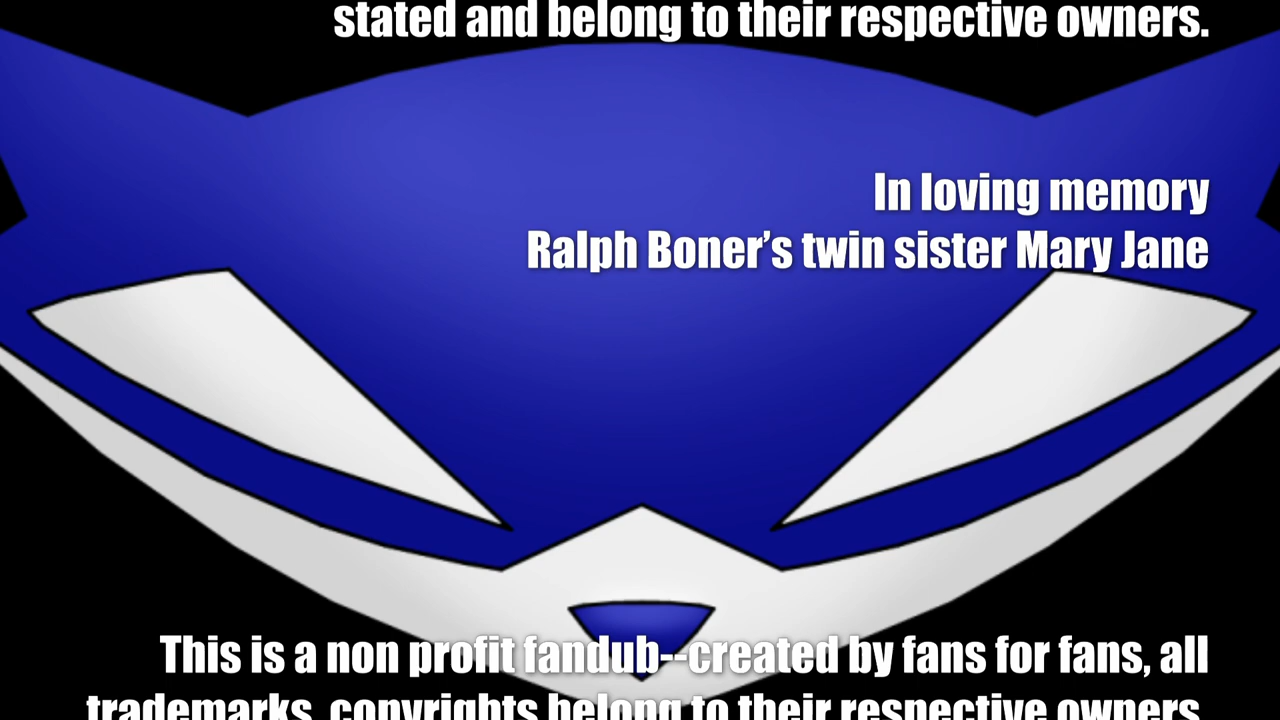 stated and belong to their respective owners.
In loving memory
Ralph Boner's twin sister Mary Jane
This is a non profit fandub--created by fans for fans, all
trademarks, copyrights belong to their respective owners.